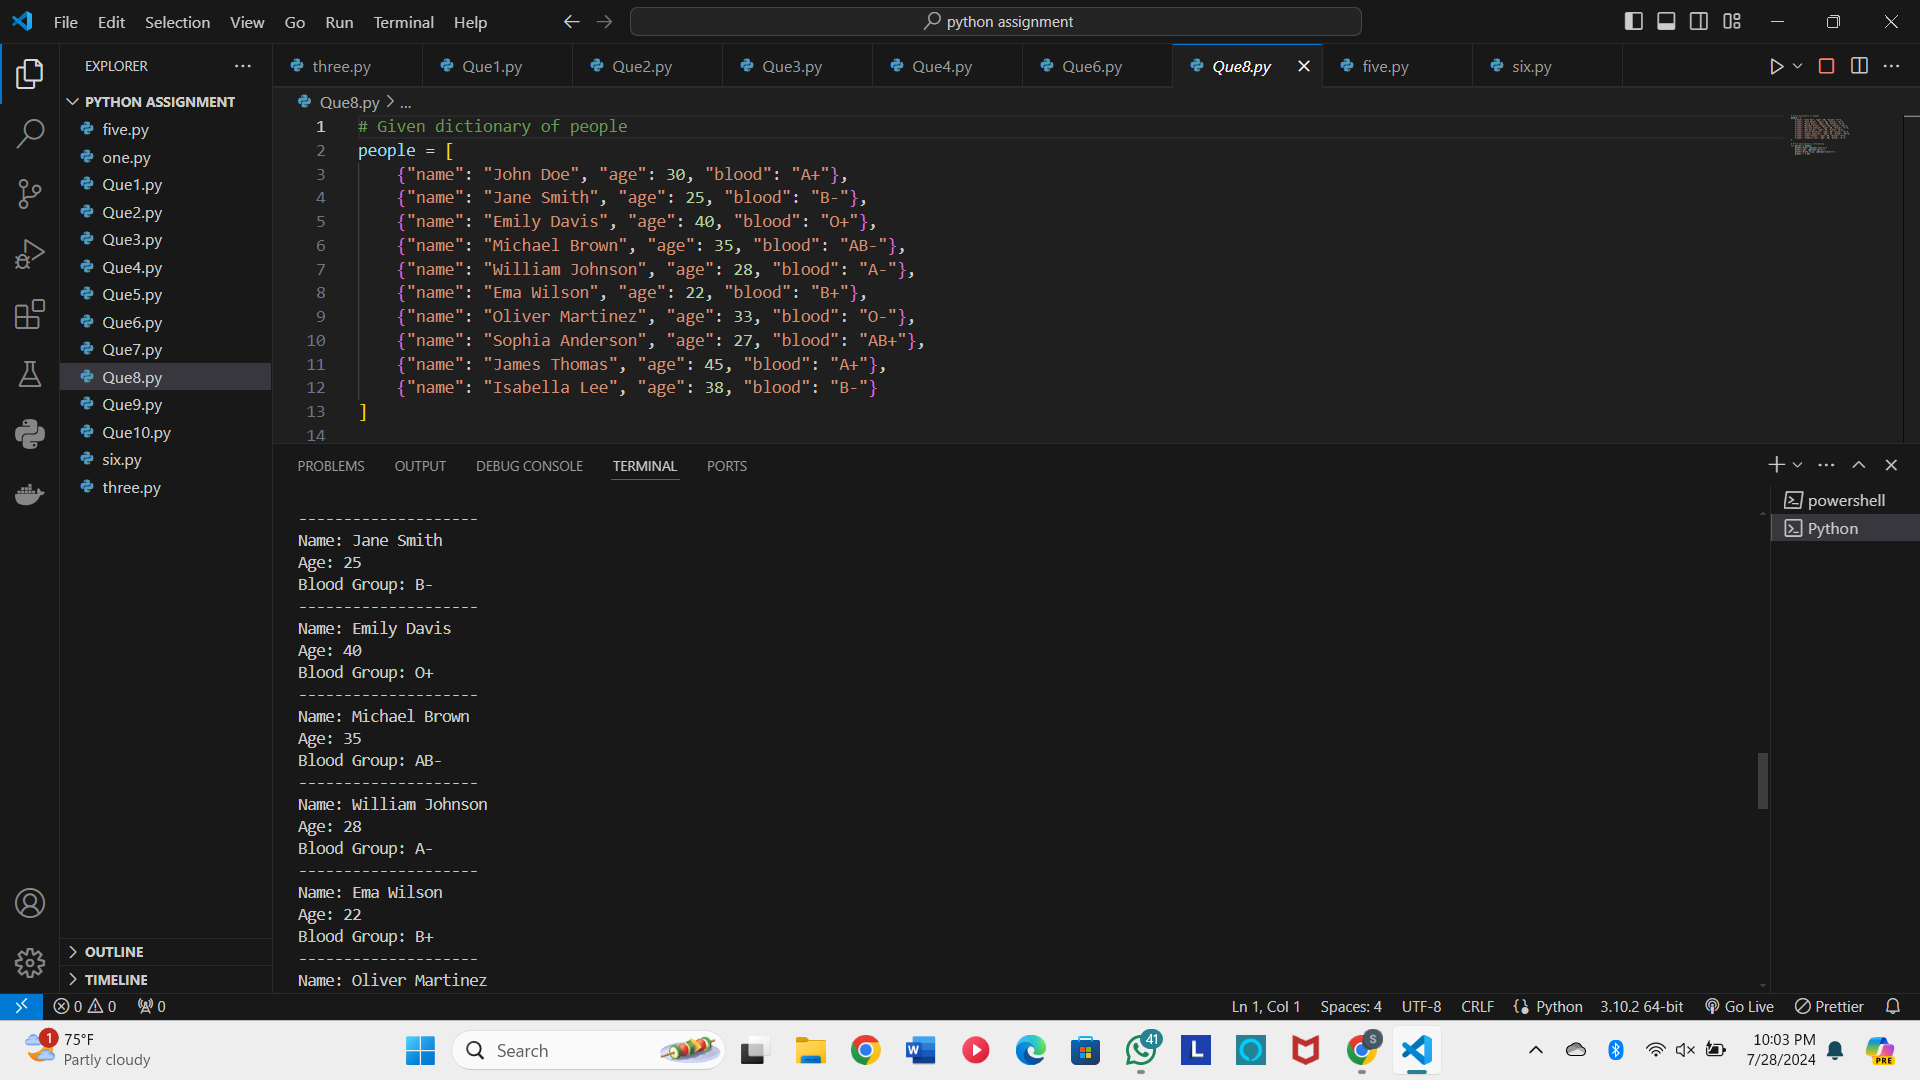 File Edit Selection View Go Run Terminal Help
python assignment
EXPLORER
PYTHON ASSIGNMENT
five.py
one.py
Que1.py
Que2.py
Que3.py
Que4.py
Que5.py
Que6.py
Que7.py
Que8.py
Que9.py
Que10.py
six.py
three.py
OUTLINE
TIMELINE
three.py Que1.py Que2.py Que3.py Que4.py Que6.py Que8.py five.py six.py
Que8.py > ...
1 # Given dictionary of people
2 people = [
3 {"name": "John Doe", "age": 30, "blood": "A+"},
4 {"name": "Jane Smith", "age": 25, "blood": "B-"},
5 {"name": "Emily Davis", "age": 40, "blood": "O+"},
6 {"name": "Michael Brown", "age": 35, "blood": "AB-"},
7 {"name": "William Johnson", "age": 28, "blood": "A-"},
8 {"name": "Ema Wilson", "age": 22, "blood": "B+"},
9 {"name": "Oliver Martinez", "age": 33, "blood": "O-"},
10 {"name": "Sophia Anderson", "age": 27, "blood": "AB+"},
11 {"name": "James Thomas", "age": 45, "blood": "A+"},
12 {"name": "Isabella Lee", "age": 38, "blood": "B-"}
13 ]
14
PROBLEMS OUTPUT DEBUG CONSOLE TERMINAL PORTS
--------------------
Name: Jane Smith
Age: 25
Blood Group: B-
--------------------
Name: Emily Davis
Age: 40
Blood Group: O+
--------------------
Name: Michael Brown
Age: 35
Blood Group: AB-
--------------------
Name: William Johnson
Age: 28
Blood Group: A-
--------------------
Name: Ema Wilson
Age: 22
Blood Group: B+
--------------------
Name: Oliver Martinez
powershell
Python
0 0 0
Ln 1, Col 1 Spaces: 4 UTF-8 CRLF Python 3.10.2 64-bit Go Live Prettier
1
75°F
Partly cloudy
Search
W
41
L
S
10:03 PM
7/28/2024
PRE